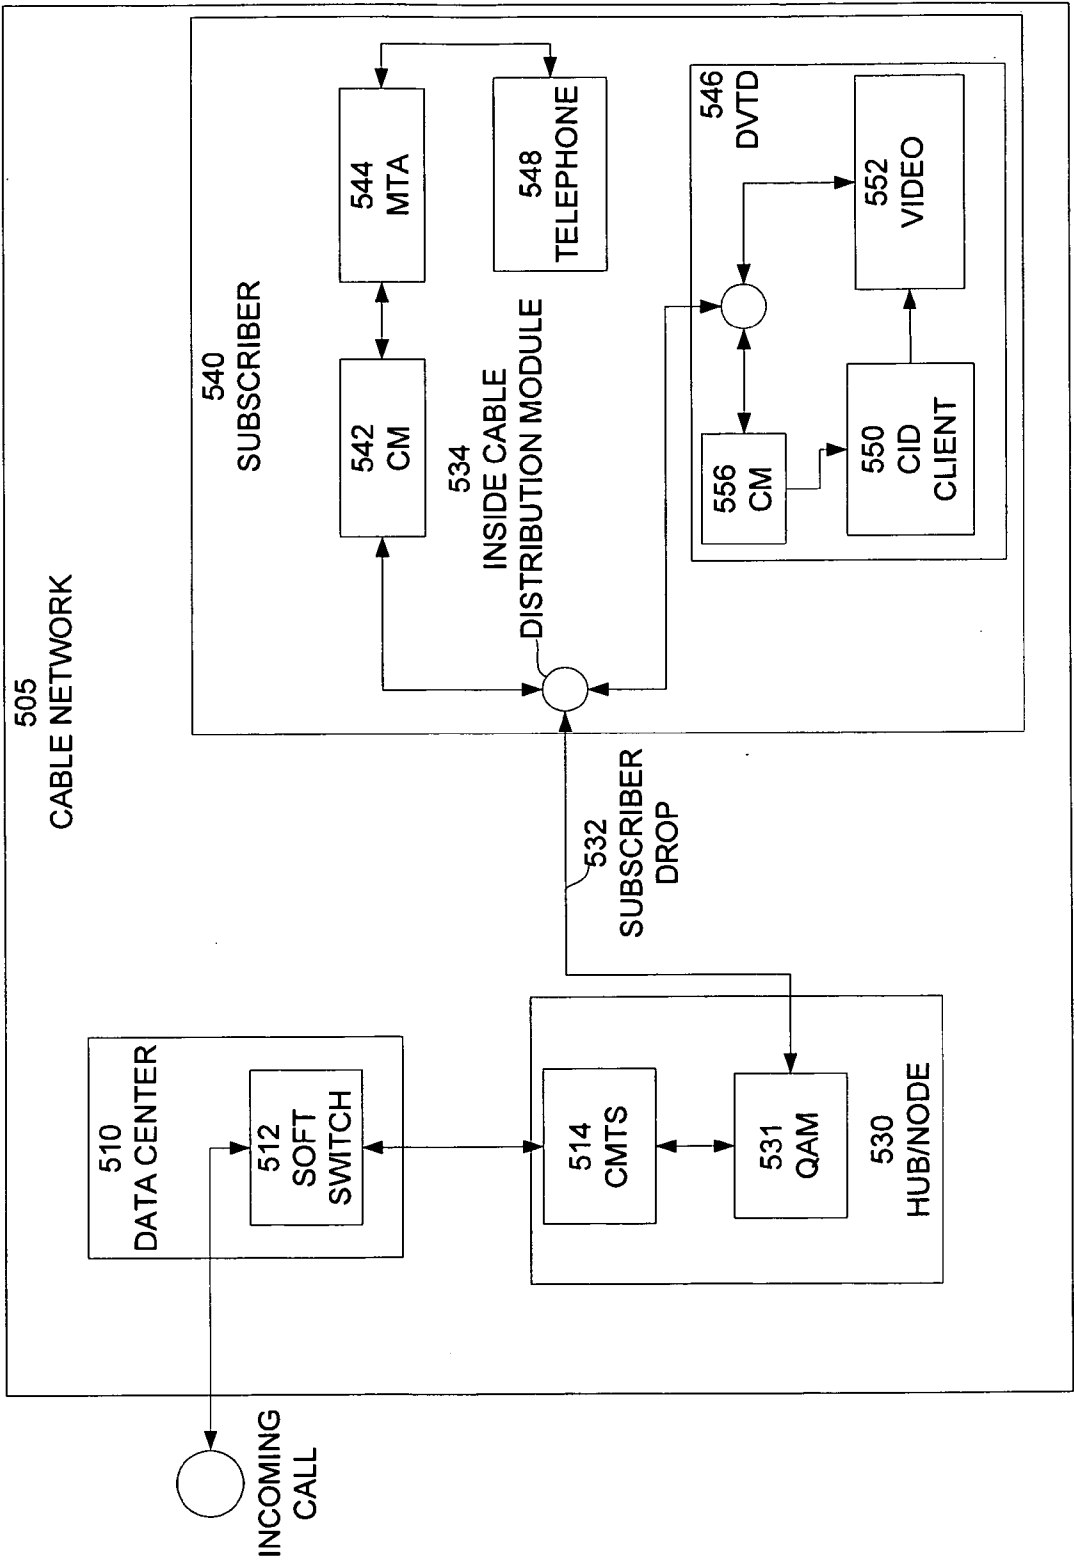 505
CABLE NETWORK
INCOMING
CALL
510
DATA CENTER
512
SOFT
SWITCH
514
CMTS
531
QAM
530
HUB/NODE
532
SUBSCRIBER
DROP
540
SUBSCRIBER
534
INSIDE CABLE
DISTRIBUTION MODULE
542
CM
544
MTA
548
TELEPHONE
546
DVTD
556
CM
550
CID
CLIENT
552
VIDEO